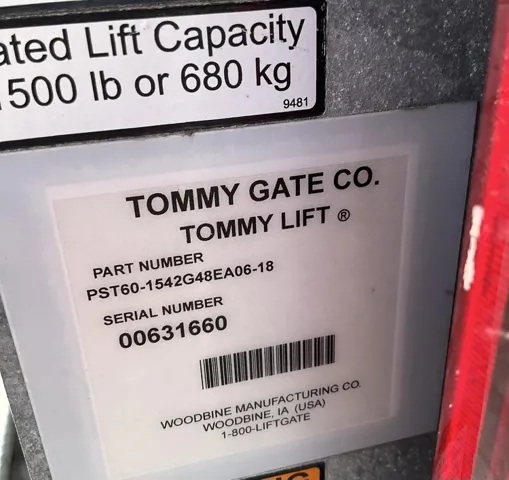 ated Lift Capacity
1500 lb or 680 kg
9481
TOMMY GATE CO.
TOMMY LIFT ®
PART NUMBER
PST60-1542G48EA06-18
SERIAL NUMBER
00631660
WOODBINE MANUFACTURING CO.
WOODBINE, IA (USA)
1-800-LIFTGATE